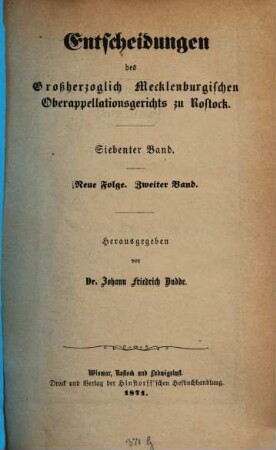 Entscheidungen
des
Großherzoglich Mecklenburgischen
Oberappellationsgerichts zu Rostock.
Siebenter Band.
Neue Folge. Zweiter Band.
Herausgegeben
von
Dr. Johann Friedrich Budde.
Wismar, Rostock und Ludwigslust.
Druck und Verlag der Hinstorff'schen Hofbuchhandlung.
1871.